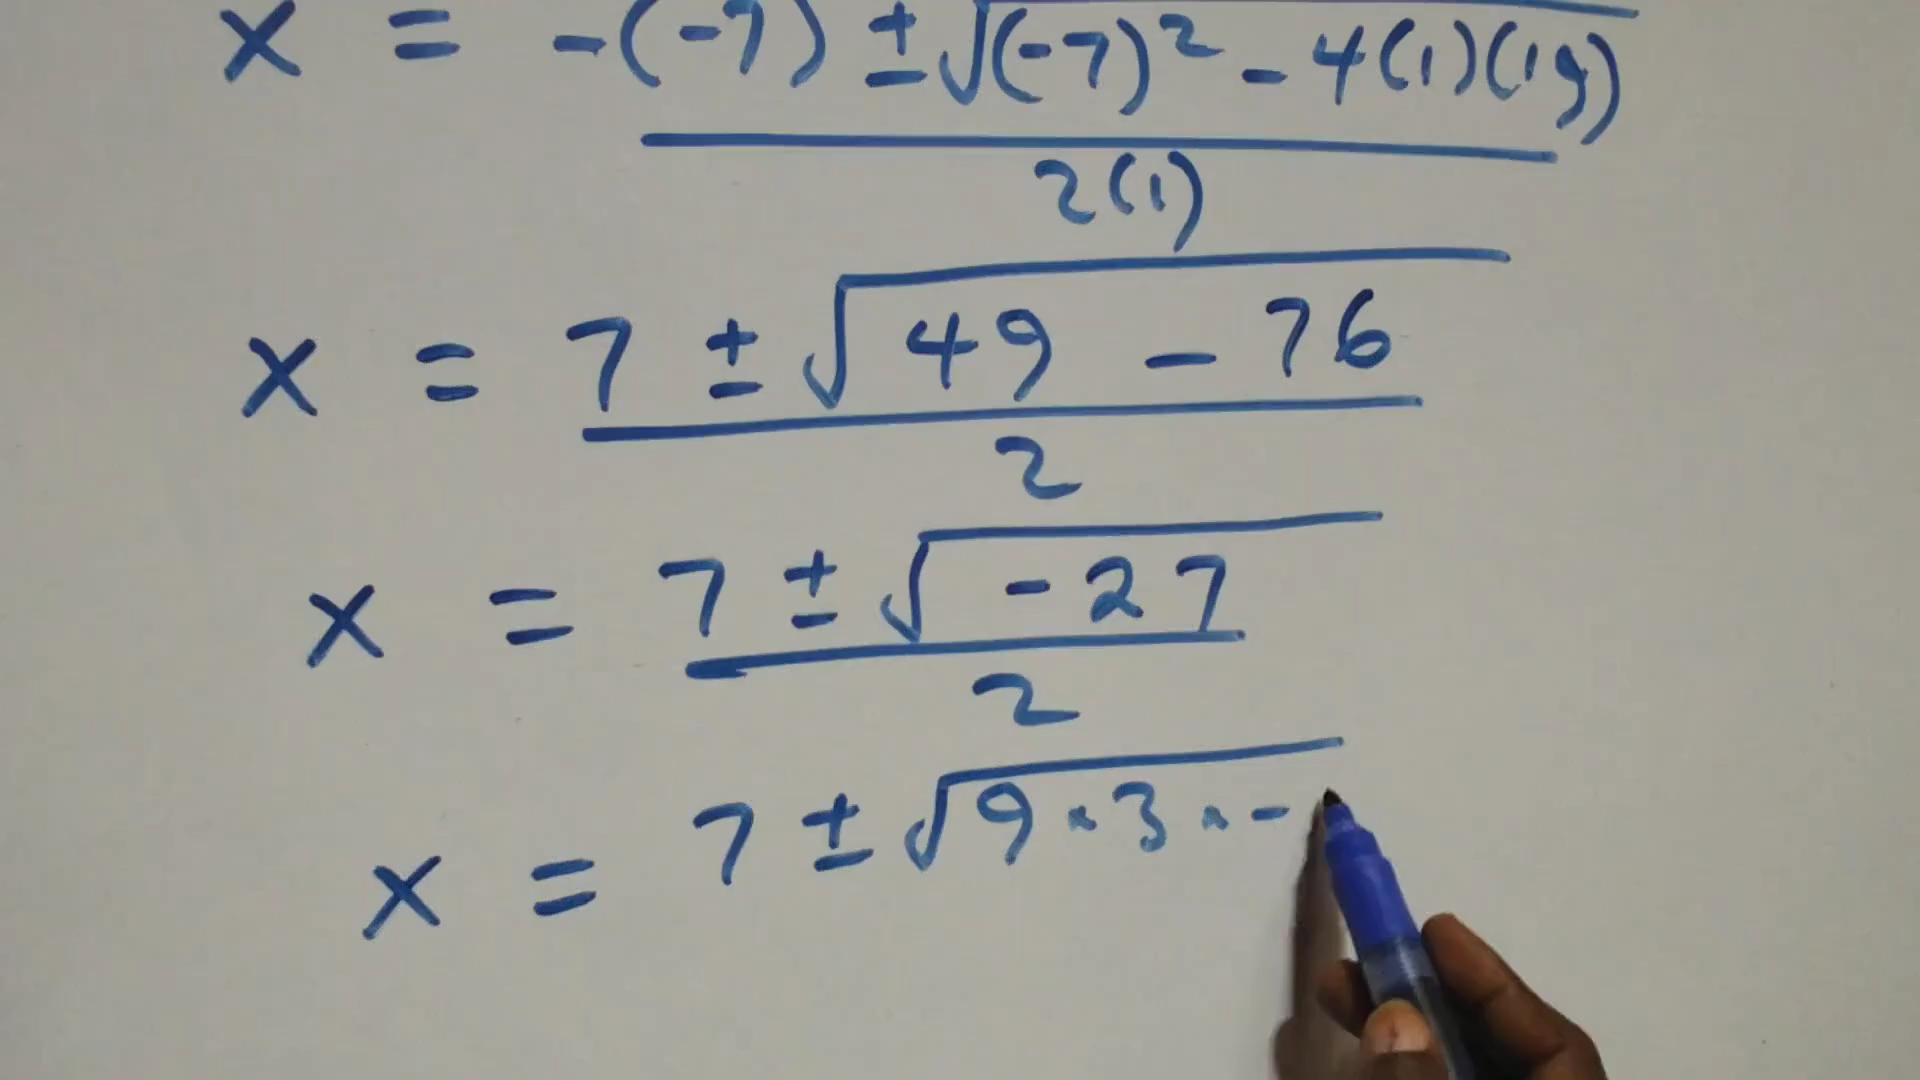 x = -(-7) ± √(-7)² - 4(1)(19)
2(1)
x = 7 ± √49 - 76
2
x = 7 ± √-27
2
x = 7 ± √9 × 3 × -